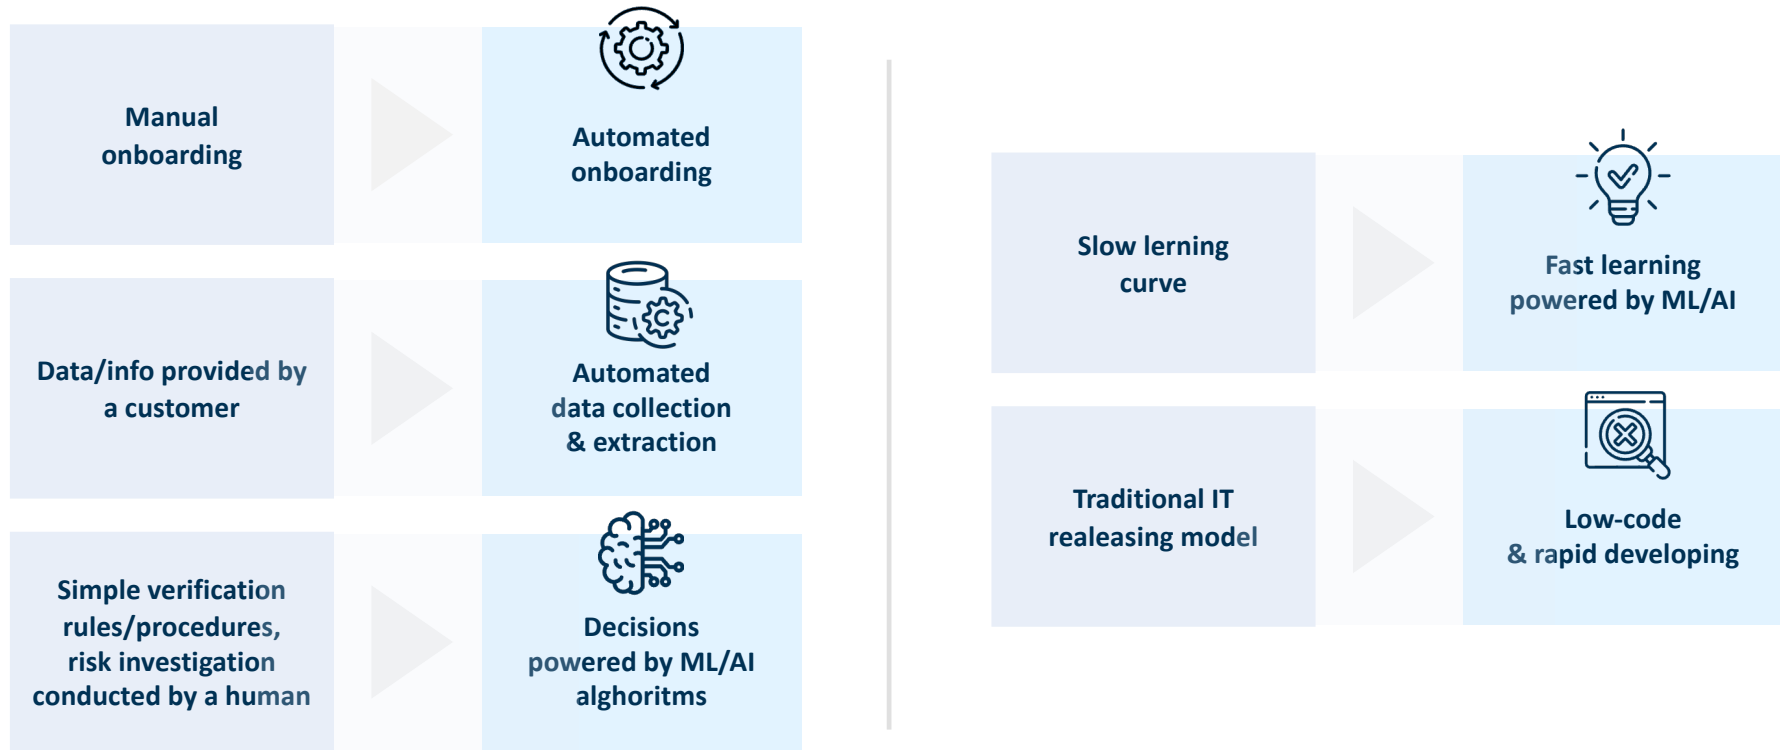 Manual
onboarding
Automated
onboarding
Data/info provided by
a customer
Automated
data collection
& extraction
Simple verification
rules/procedures,
risk investigation
conducted by a human
Decisions
powered by ML/AI
alghoritms
Slow lerning
curve
Fast learning
powered by ML/AI
Traditional IT
realeasing model
Low-code
& rapid developing